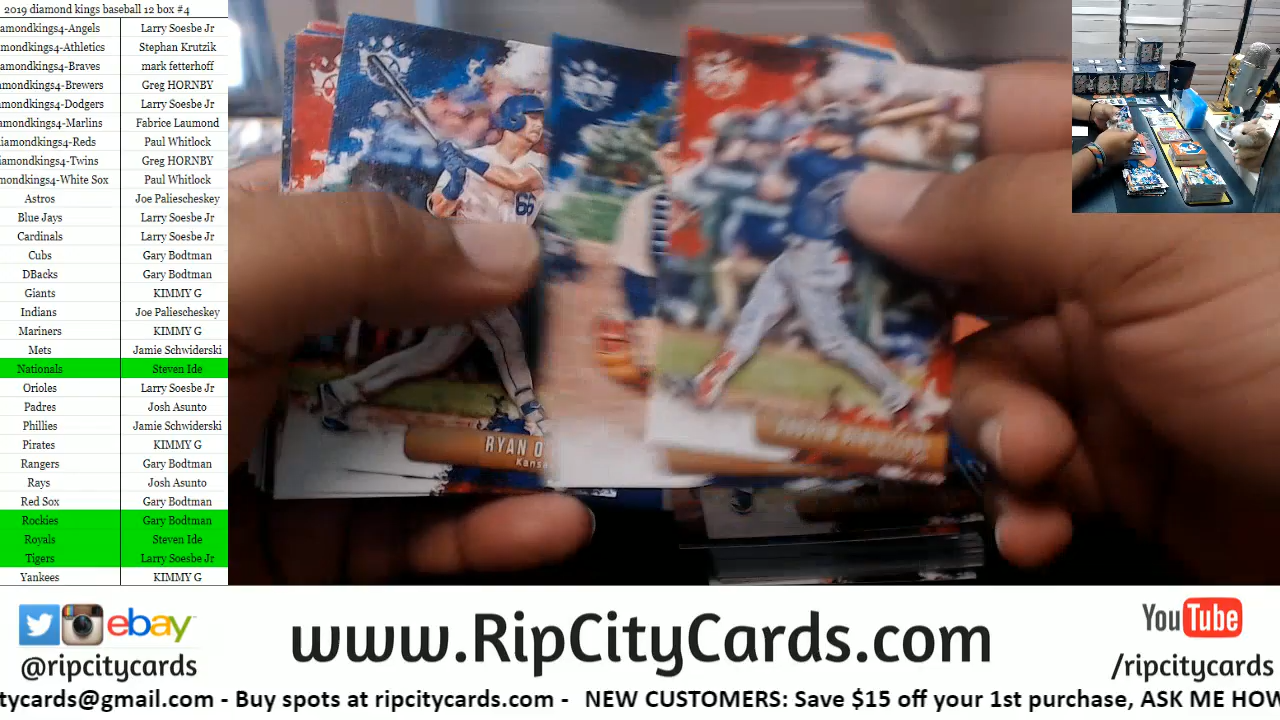 2019 diamond kings baseball 12 box #4
amondkings4-Angels Larry Soesbe Jr
amondkings4-Athletics Stephan Krutzik
amondkings4-Braves mark fetterhoff
amondkings4-Brewers Greg HORNBY
amondkings4-Dodgers Larry Soesbe Jr
amondkings4-Marlins Fabrice Laumond
iamondkings4-Reds Paul Whitlock
iamondkings4-Twins Greg HORNBY
mondkings4-White Sox Paul Whitlock
Astros Joe Paliescheskey
Blue Jays Larry Soesbe Jr
Cardinals Larry Soesbe Jr
Cubs Gary Bodtman
DBacks Gary Bodtman
Giants KIMMY G
Indians Joe Paliescheskey
Mariners KIMMY G
Mets Jamie Schwiderski
Nationals Steven Ide
Orioles Larry Soesbe Jr
Padres Josh Asunto
Phillies Jamie Schwiderski
Pirates KIMMY G
Rangers Gary Bodtman
Rays Josh Asunto
Red Sox Gary Bodtman
Rockies Gary Bodtman
Royals Steven Ide
Tigers Larry Soesbe Jr
Yankees KIMMY G
66
RYAN O
Kansa
ebay
@ripcitycards
www.RipCityCards.com
YouTube
/ripcitycards
tycards@gmail.com - Buy spots at ripcitycards.com - NEW CUSTOMERS: Save $15 off your 1st purchase, ASK ME HOW